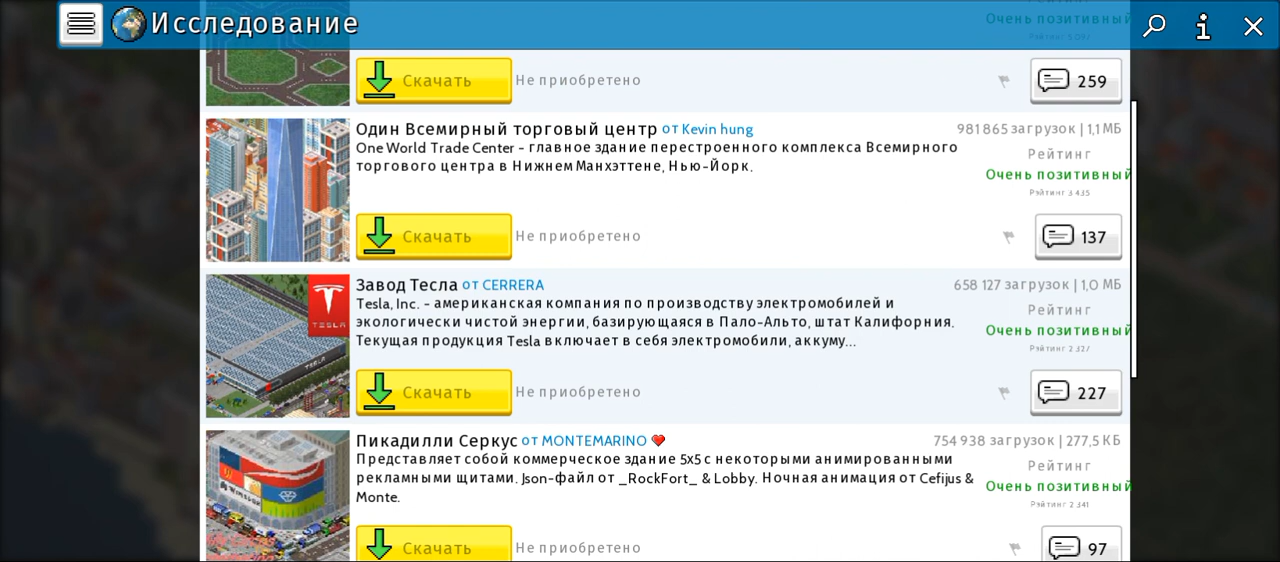 Исследование
Очень позитивный
Скачать
Не приобретено
259
Один Всемирный торговый центр от Kevin hung
981 865 загрузок | 1,1 МБ
One World Trade Center - главное здание перестроенного комплекса Всемирного
торгового центра в Нижнем Манхэттене, Нью-Йорк.
Рейтинг
Очень позитивный
Рэйтинг 3 435
Скачать
Не приобретено
137
Завод Тесла от CERRERA
658 127 загрузок | 1,0 МБ
Tesla, Inc. - американская компания по производству электромобилей и
экологически чистой энергии, базирующаяся в Пало-Альто, штат Калифорния.
Текущая продукция Tesla включает в себя электромобили, аккуму...
Рейтинг
Очень позитивный
Рэйтинг 2 327
TESLA
Скачать
Не приобретено
227
Пикадилли Серкус от MONTEMARINO
754 938 загрузок | 277,5 КБ
Представляет собой коммерческое здание 5x5 с некоторыми анимированными
рекламными щитами. Json-файл от _RockFort_ & Lobby. Ночная анимация от Cefijus &
Monte.
Рейтинг
Очень позитивный
Рэйтинг 2 341
Скачать
Не приобретено
97